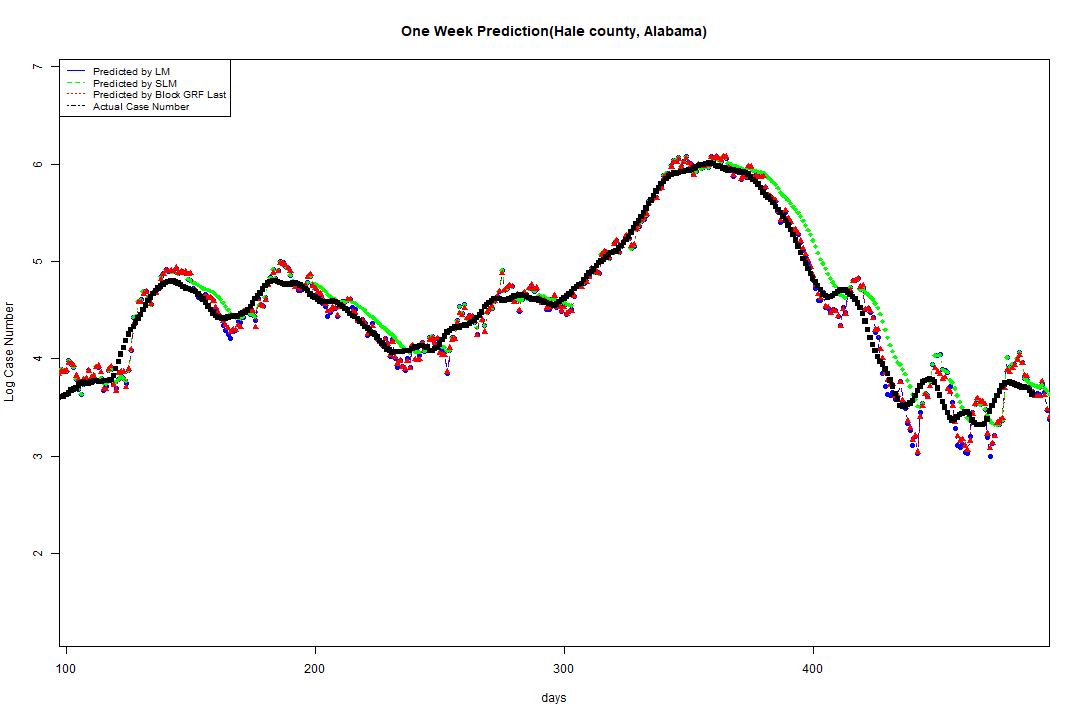 One Week Prediction(Hale county, Alabama)
Predicted by LM
Predicted by SLM
Predicted by Block GRF Last
Actual Case Number
Log Case Number
7
6
5
4
3
2
100 200 300 400
days